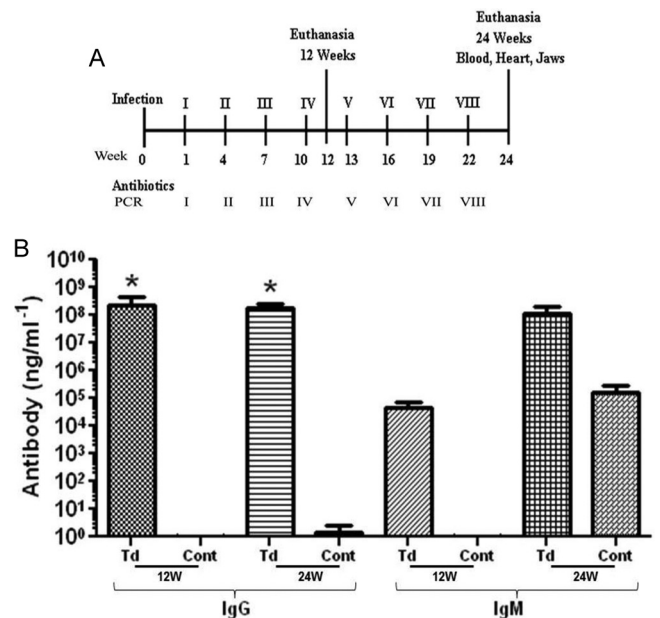 A
Euthanasia
12 Weeks
Euthanasia
24 Weeks
Blood, Heart, Jaws
Infection I II III IV V VI VII VIII
Week 0 1 4 7 10 12 13 16 19 22 24
Antibiotics
PCR I II III IV V VI VII VIII
B
Antibody (ng/ml⁻¹)
10¹⁰
10⁹
10⁸
10⁷
10⁶
10⁵
10⁴
10³
10²
10¹
10⁰
* *
Td Cont Td Cont Td Cont Td Cont
12W 24W 12W 24W
IgG IgM